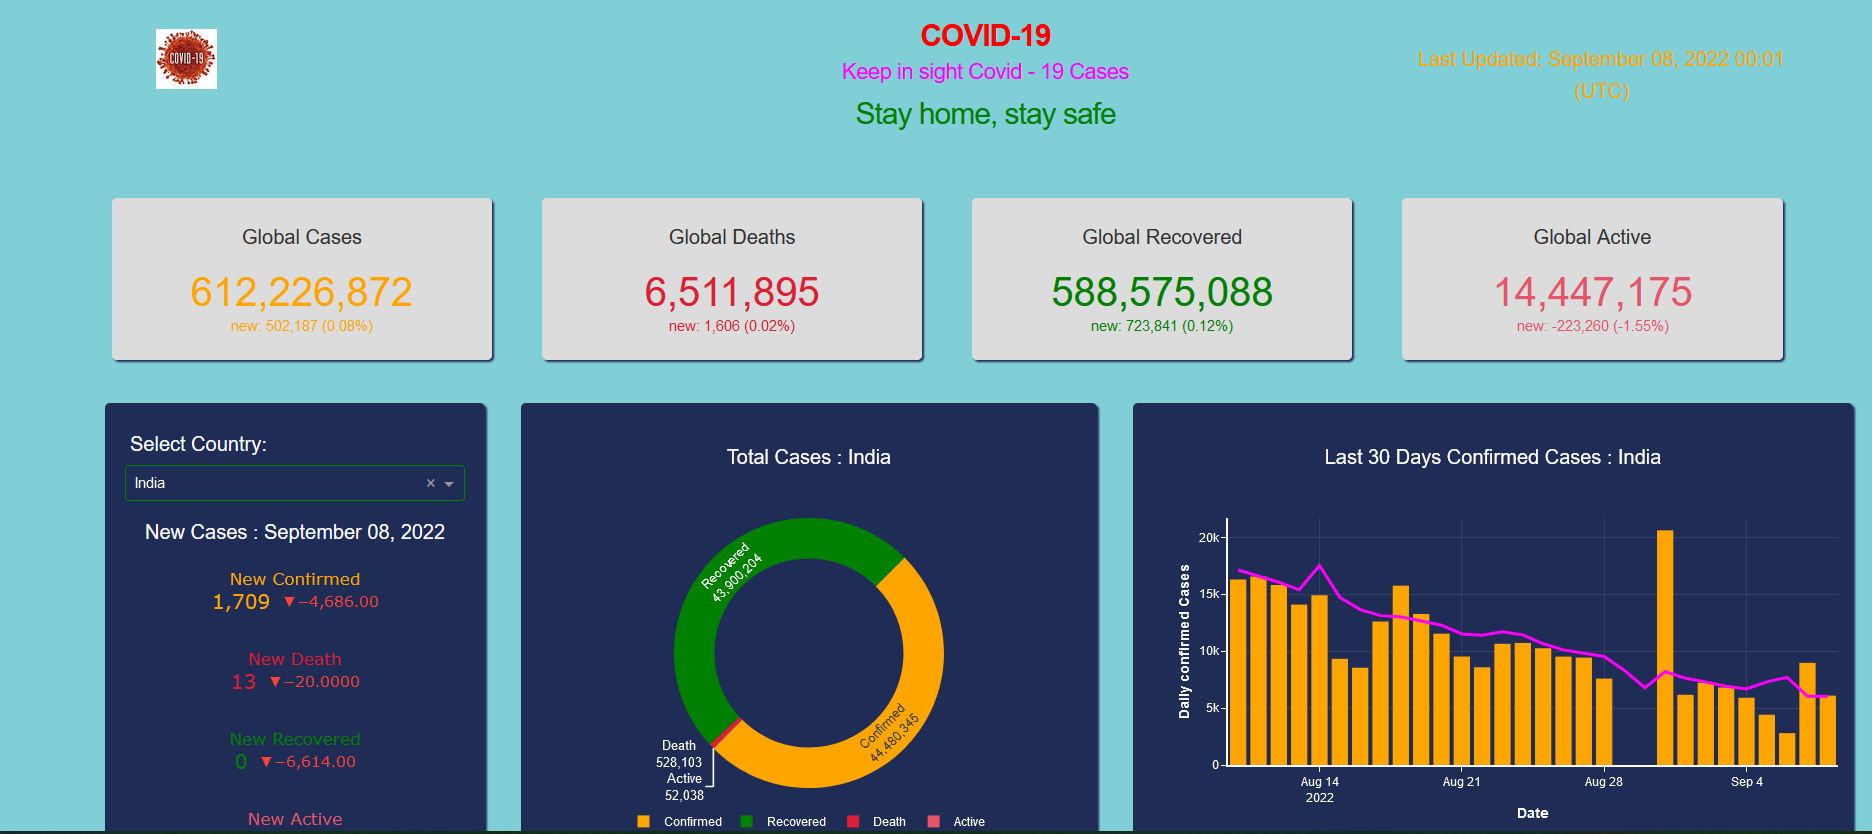 COVID-19
COVID-19
Keep in sight Covid - 19 Cases
Stay home, stay safe
Last Updated: September 08, 2022 00:01
(UTC)
Global Cases
612,226,872
new: 502,187 (0.08%)
Global Deaths
6,511,895
new: 1,606 (0.02%)
Global Recovered
588,575,088
new: 723,841 (0.12%)
Global Active
14,447,175
new: -223,260 (-1.55%)
Select Country:
India
New Cases : September 08, 2022
New Confirmed
1,709 ▼−4,686.00
New Death
13 ▼−20.0000
New Recovered
0 ▼−6,614.00
New Active
Total Cases : India
Recovered
43,900,204
Confirmed
44,480,345
Death
528,103
Active
52,038
Confirmed Recovered Death Active
Last 30 Days Confirmed Cases : India
Daily confirmed Cases
20k
15k
10k
5k
0
Aug 14 Aug 21 Aug 28 Sep 4
2022
Date